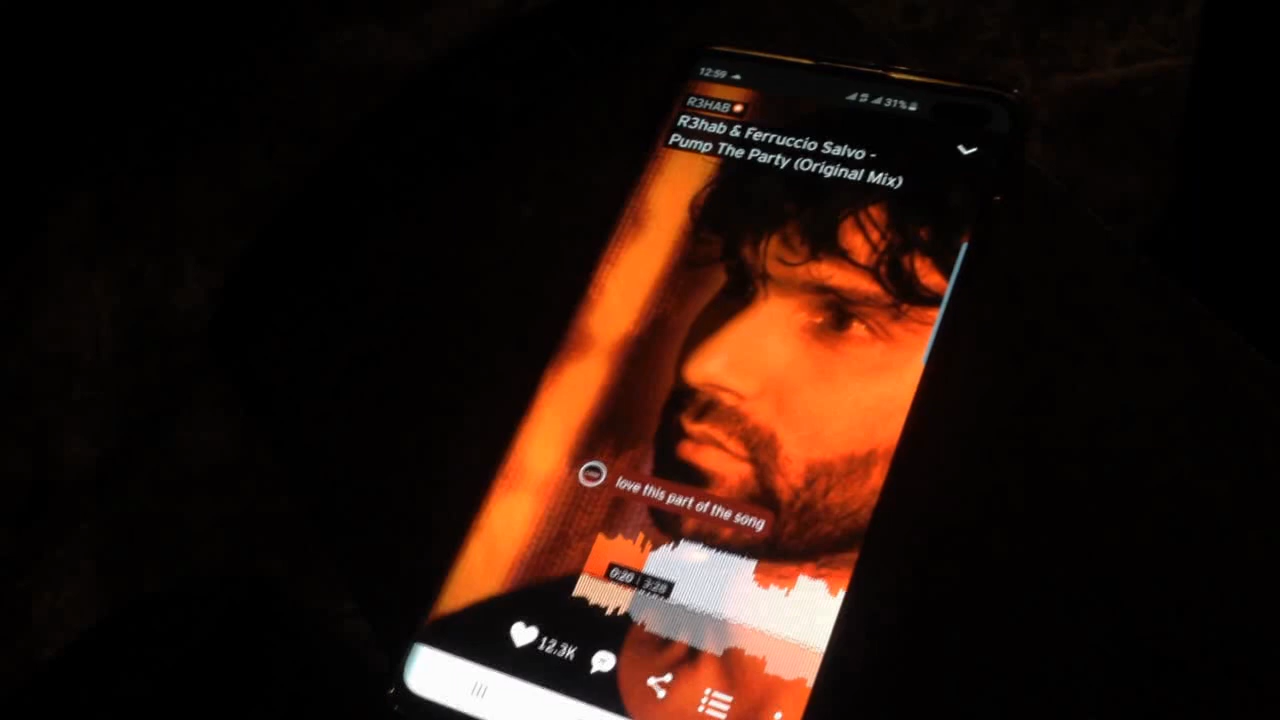 12:59
31%
R3HAB
R3hab & Ferruccio Salvo -
Pump The Party (Original Mix)
love this part of the song
0:20 | 3:28
12.3K